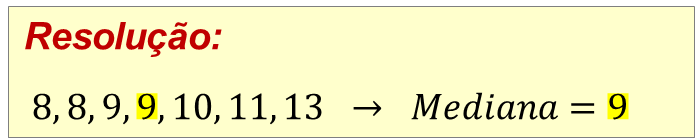 Resolução:
8, 8, 9, 9, 10, 11, 13 → Mediana = 9